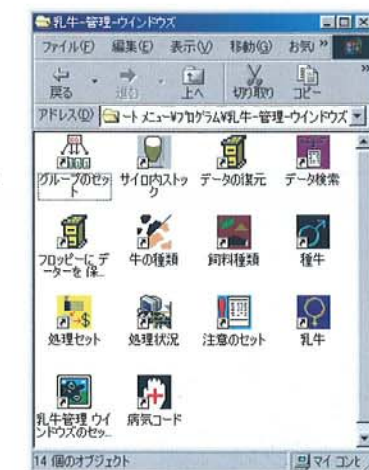 乳牛-管理-ウインドウズ
ファイル(F) 編集(E) 表示(V) 移動(G) お気 »
戻る 進む 上へ 切り取り コピー »
アドレス(D) ート メニュー¥プログラム¥乳牛-管理-ウインドウズ
グループのセッ
ト
サイロ内ストッ
ク
データの復元
データ検索
フロッピーに デ
ーターを 保...
牛の種類
飼料種類
種牛
処理セット
処理状況
注意のセット
乳牛
乳牛管理 ウイ
ンドウズのセッ...
病気コード
14 個のオブジェクト マイ コンピ